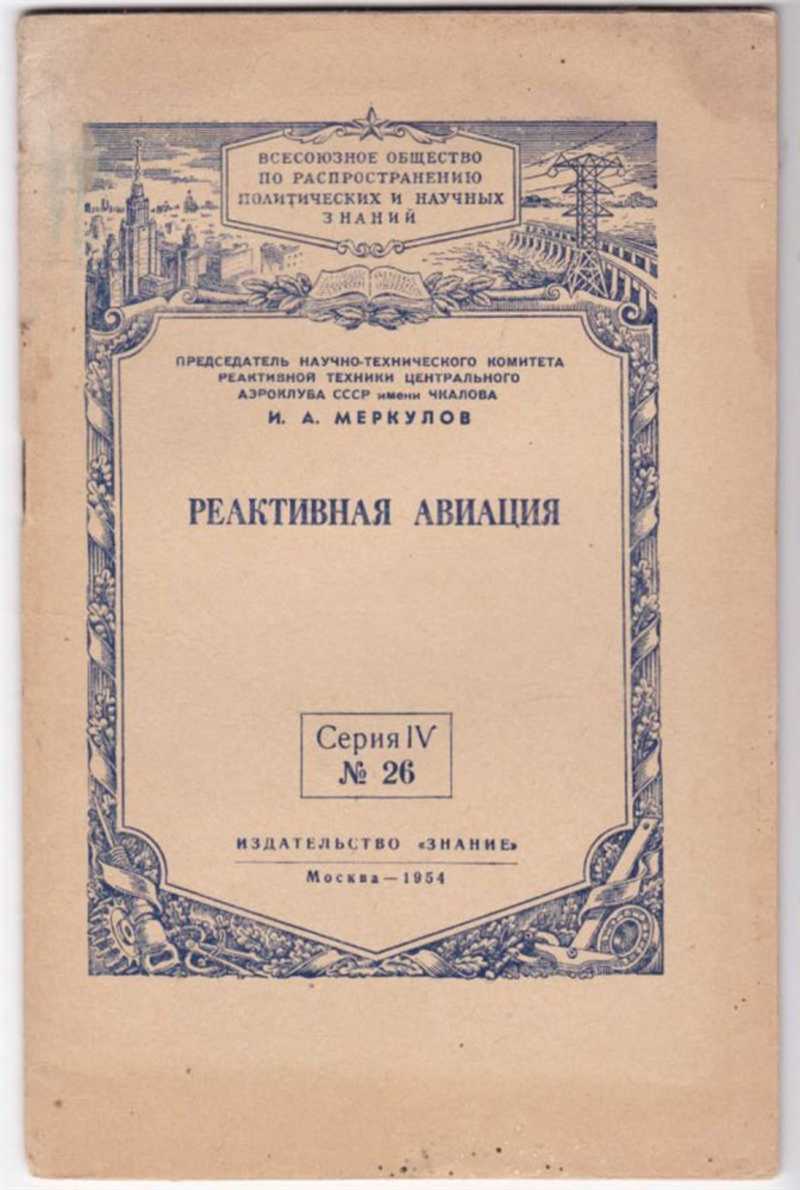 ВСЕСОЮЗНОЕ ОБЩЕСТВО
ПО РАСПРОСТРАНЕНИЮ
ПОЛИТИЧЕСКИХ И НАУЧНЫХ
ЗНАНИЙ
ПРЕДСЕДАТЕЛЬ НАУЧНО-ТЕХНИЧЕСКОГО КОМИТЕТА
РЕАКТИВНОЙ ТЕХНИКИ ЦЕНТРАЛЬНОГО
АЭРОКЛУБА СССР имени ЧКАЛОВА
И. А. МЕРКУЛОВ
РЕАКТИВНАЯ АВИАЦИЯ
Серия IV
№ 26
ИЗДАТЕЛЬСТВО «ЗНАНИЕ»
Москва — 1954